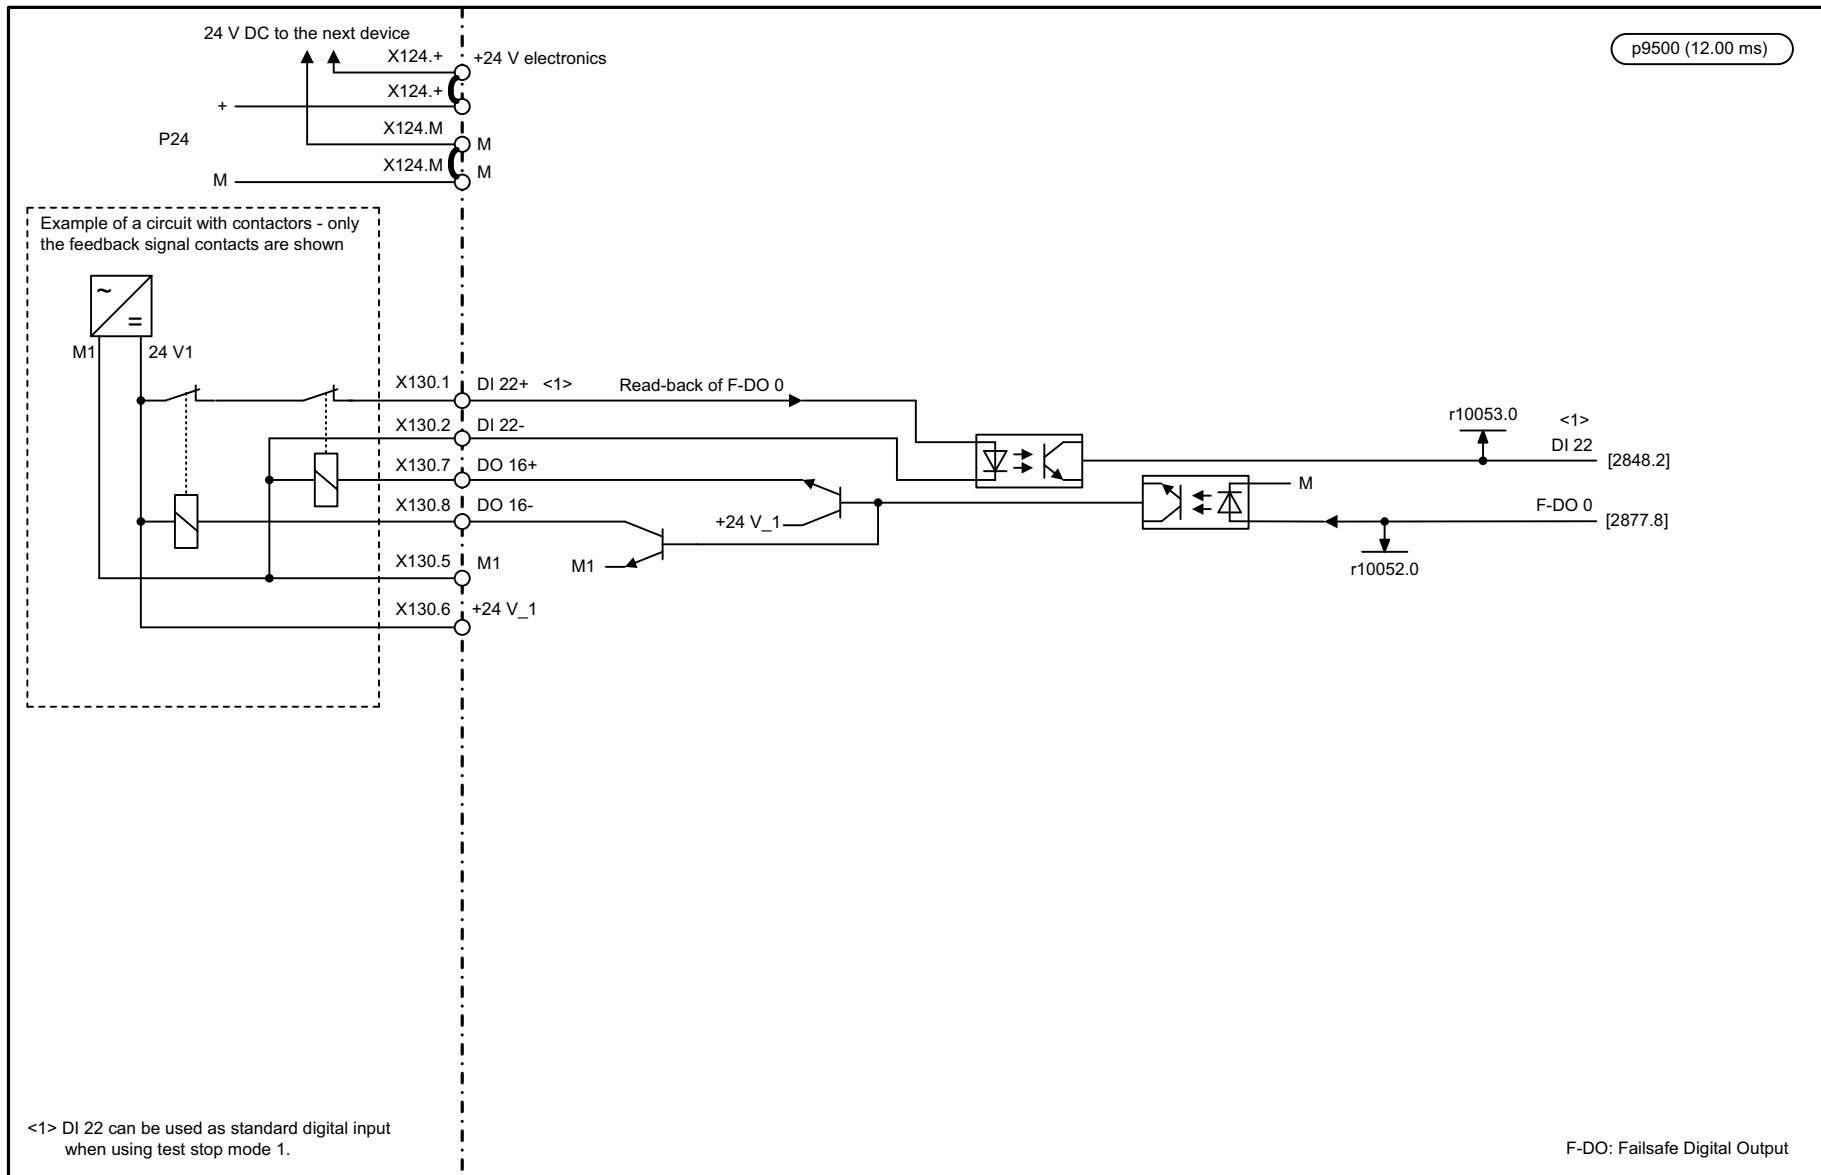 24 V DC to the next device
p9500 (12.00 ms)
X124.+
+24 V electronics
X124.+
+
X124.M
P24
M
X124.M
M
M
Example of a circuit with contactors - only
the feedback signal contacts are shown
~
=
M1
24 V1
X130.1
DI 22+
<1>
Read-back of F-DO 0
X130.2
DI 22-
r10053.0
<1>
DI 22
[2848.2]
X130.7
DO 16+
M
X130.8
DO 16-
+24 V_1
F-DO 0
[2877.8]
X130.5
M1
M1
r10052.0
X130.6
+24 V_1
<1> DI 22 can be used as standard digital input
when using test stop mode 1.
F-DO: Failsafe Digital Output